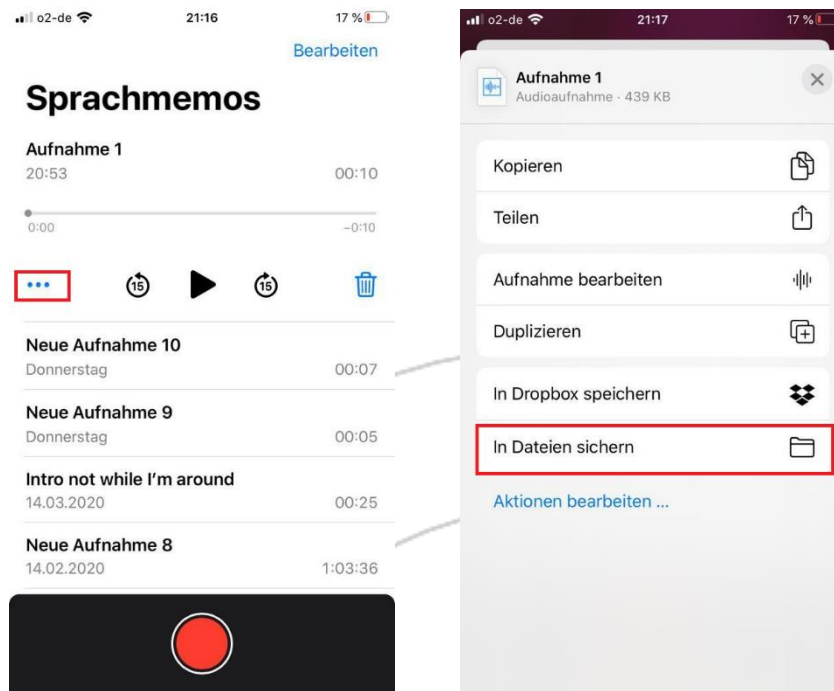 o2-de 21:16 17 %
Bearbeiten
Sprachmemos
Aufnahme 1
20:53 00:10
0:00 −0:10
15 15
Neue Aufnahme 10
Donnerstag 00:07
Neue Aufnahme 9
Donnerstag 00:05
Intro not while I'm around
14.03.2020 00:25
Neue Aufnahme 8
14.02.2020 1:03:36
o2-de 21:17 17 %
Aufnahme 1
Audioaufnahme · 439 KB
Kopieren
Teilen
Aufnahme bearbeiten
Duplizieren
In Dropbox speichern
In Dateien sichern
Aktionen bearbeiten ...